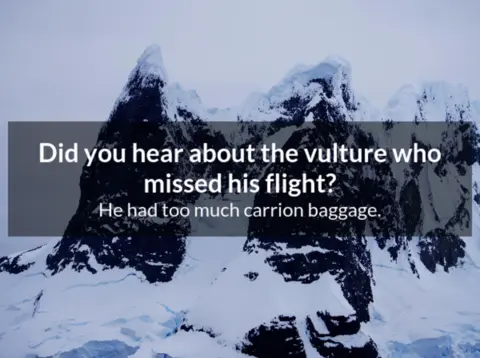 Did you hear about the vulture who
missed his flight?
He had too much carrion baggage.